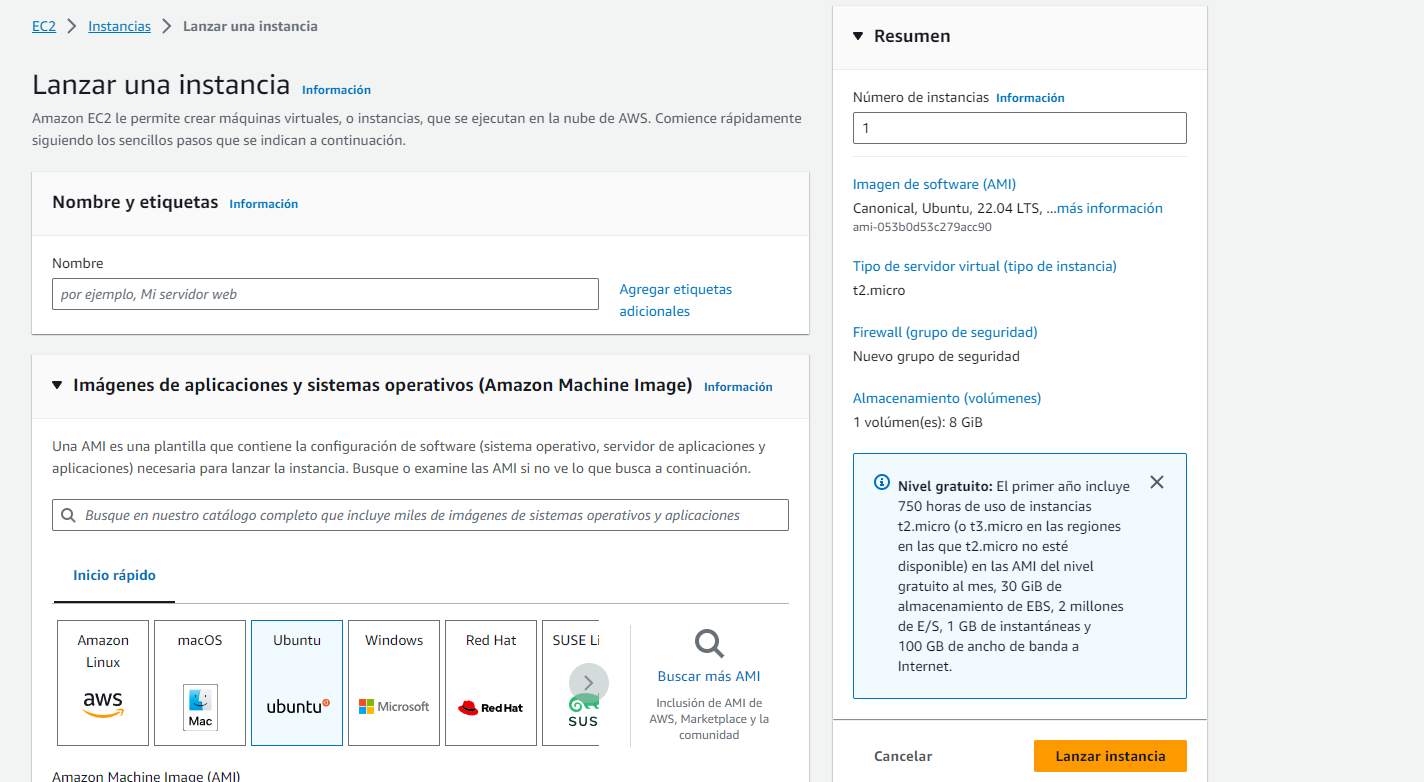 EC2 > Instancias > Lanzar una instancia
Lanzar una instancia Información
Amazon EC2 le permite crear máquinas virtuales, o instancias, que se ejecutan en la nube de AWS. Comience rápidamente
siguiendo los sencillos pasos que se indican a continuación.
Nombre y etiquetas Información
Nombre
por ejemplo, Mi servidor web
Agregar etiquetas
adicionales
Imágenes de aplicaciones y sistemas operativos (Amazon Machine Image) Información
Una AMI es una plantilla que contiene la configuración de software (sistema operativo, servidor de aplicaciones y
aplicaciones) necesaria para lanzar la instancia. Busque o examine las AMI si no ve lo que busca a continuación.
Busque en nuestro catálogo completo que incluye miles de imágenes de sistemas operativos y aplicaciones
Inicio rápido
Amazon
Linux
aws
macOS
Mac
Ubuntu
ubuntu
Windows
Microsoft
Red Hat
Red Hat
SUSE Li
SUS
Buscar más AMI
Inclusión de AMI de
AWS, Marketplace y la
comunidad
Amazon Machine Image (AMI)
Resumen
Número de instancias Información
1
Imagen de software (AMI)
Canonical, Ubuntu, 22.04 LTS, ...más información
ami-053b0d53c279acc90
Tipo de servidor virtual (tipo de instancia)
t2.micro
Firewall (grupo de seguridad)
Nuevo grupo de seguridad
Almacenamiento (volúmenes)
1 volúmen(es): 8 GiB
Nivel gratuito: El primer año incluye
750 horas de uso de instancias
t2.micro (o t3.micro en las regiones
en las que t2.micro no esté
disponible) en las AMI del nivel
gratuito al mes, 30 GiB de
almacenamiento de EBS, 2 millones
de E/S, 1 GB de instantáneas y
100 GB de ancho de banda a
Internet.
Cancelar
Lanzar instancia